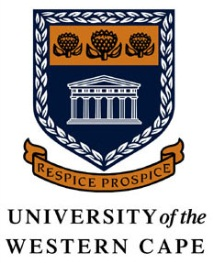 RESPICE PROSPICE
UNIVERSITY of the
WESTERN CAPE